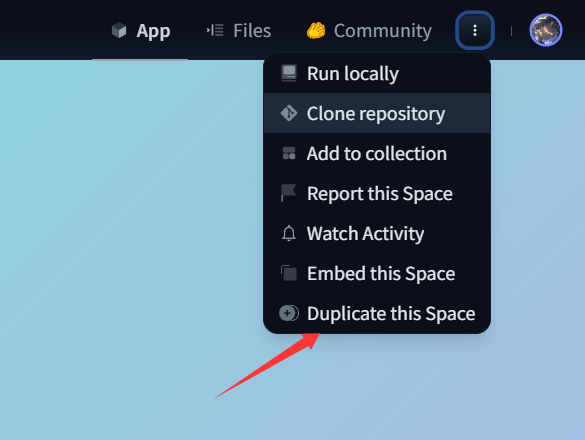 App
Files
Community
Run locally
Clone repository
Add to collection
Report this Space
Watch Activity
Embed this Space
Duplicate this Space